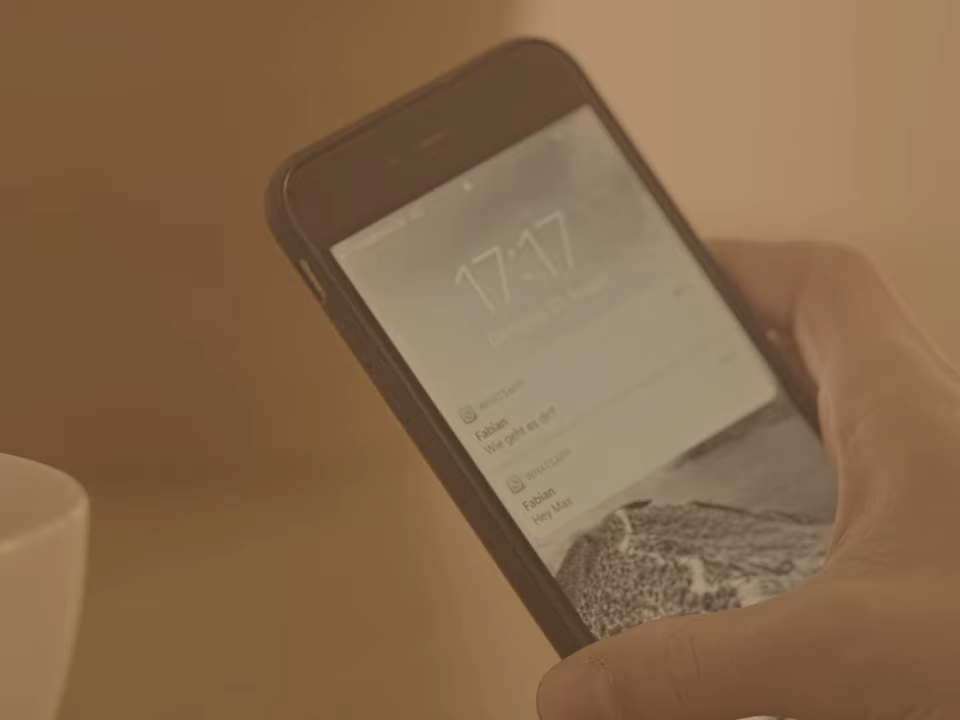 17:17
WHATSAPP
Fabian
Wie geht es dir?
WHATSAPP
Fabian
Hey Max